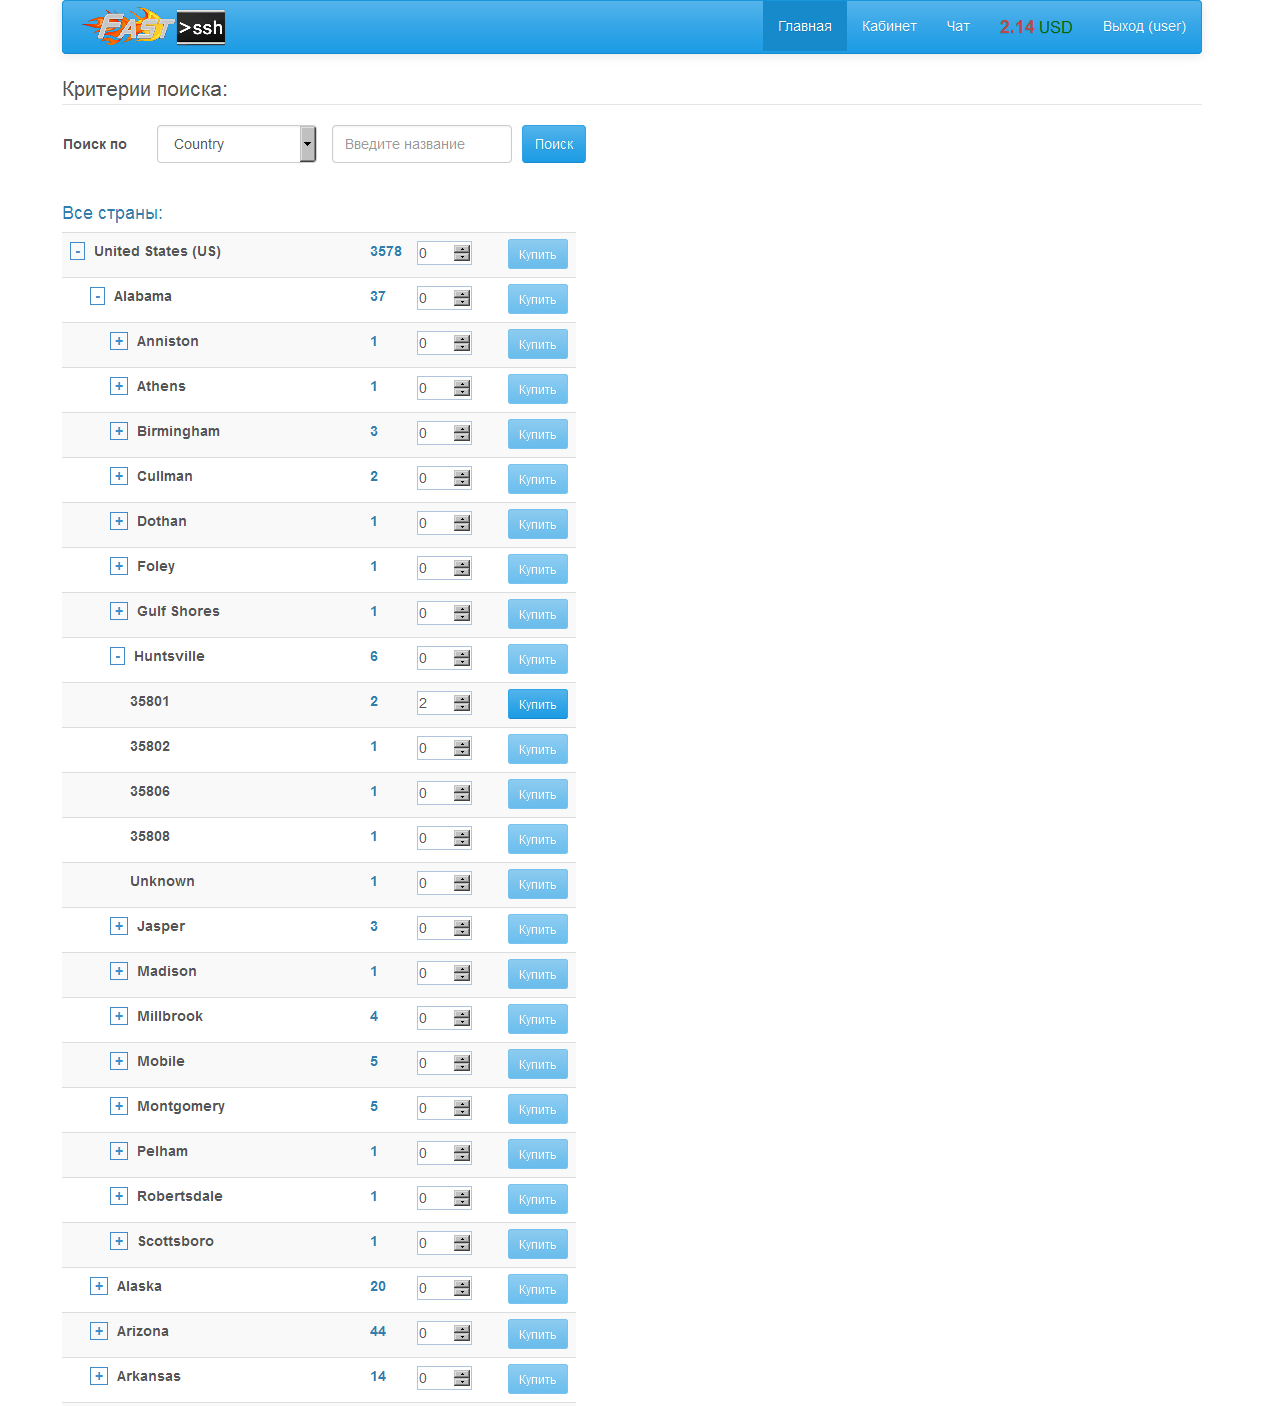 FAST >ssh Главная Кабинет Чат 2.14 USD Выход (user)
Критерии поиска:
Поиск по Country Введите название Поиск
Все страны:
- United States (US) 3578 0 Купить
- Alabama 37 0 Купить
+ Anniston 1 0 Купить
+ Athens 1 0 Купить
+ Birmingham 3 0 Купить
+ Cullman 2 0 Купить
+ Dothan 1 0 Купить
+ Foley 1 0 Купить
+ Gulf Shores 1 0 Купить
- Huntsville 6 0 Купить
35801 2 2 Купить
35802 1 0 Купить
35806 1 0 Купить
35808 1 0 Купить
Unknown 1 0 Купить
+ Jasper 3 0 Купить
+ Madison 1 0 Купить
+ Millbrook 4 0 Купить
+ Mobile 5 0 Купить
+ Montgomery 5 0 Купить
+ Pelham 1 0 Купить
+ Robertsdale 1 0 Купить
+ Scottsboro 1 0 Купить
+ Alaska 20 0 Купить
+ Arizona 44 0 Купить
+ Arkansas 14 0 Купить